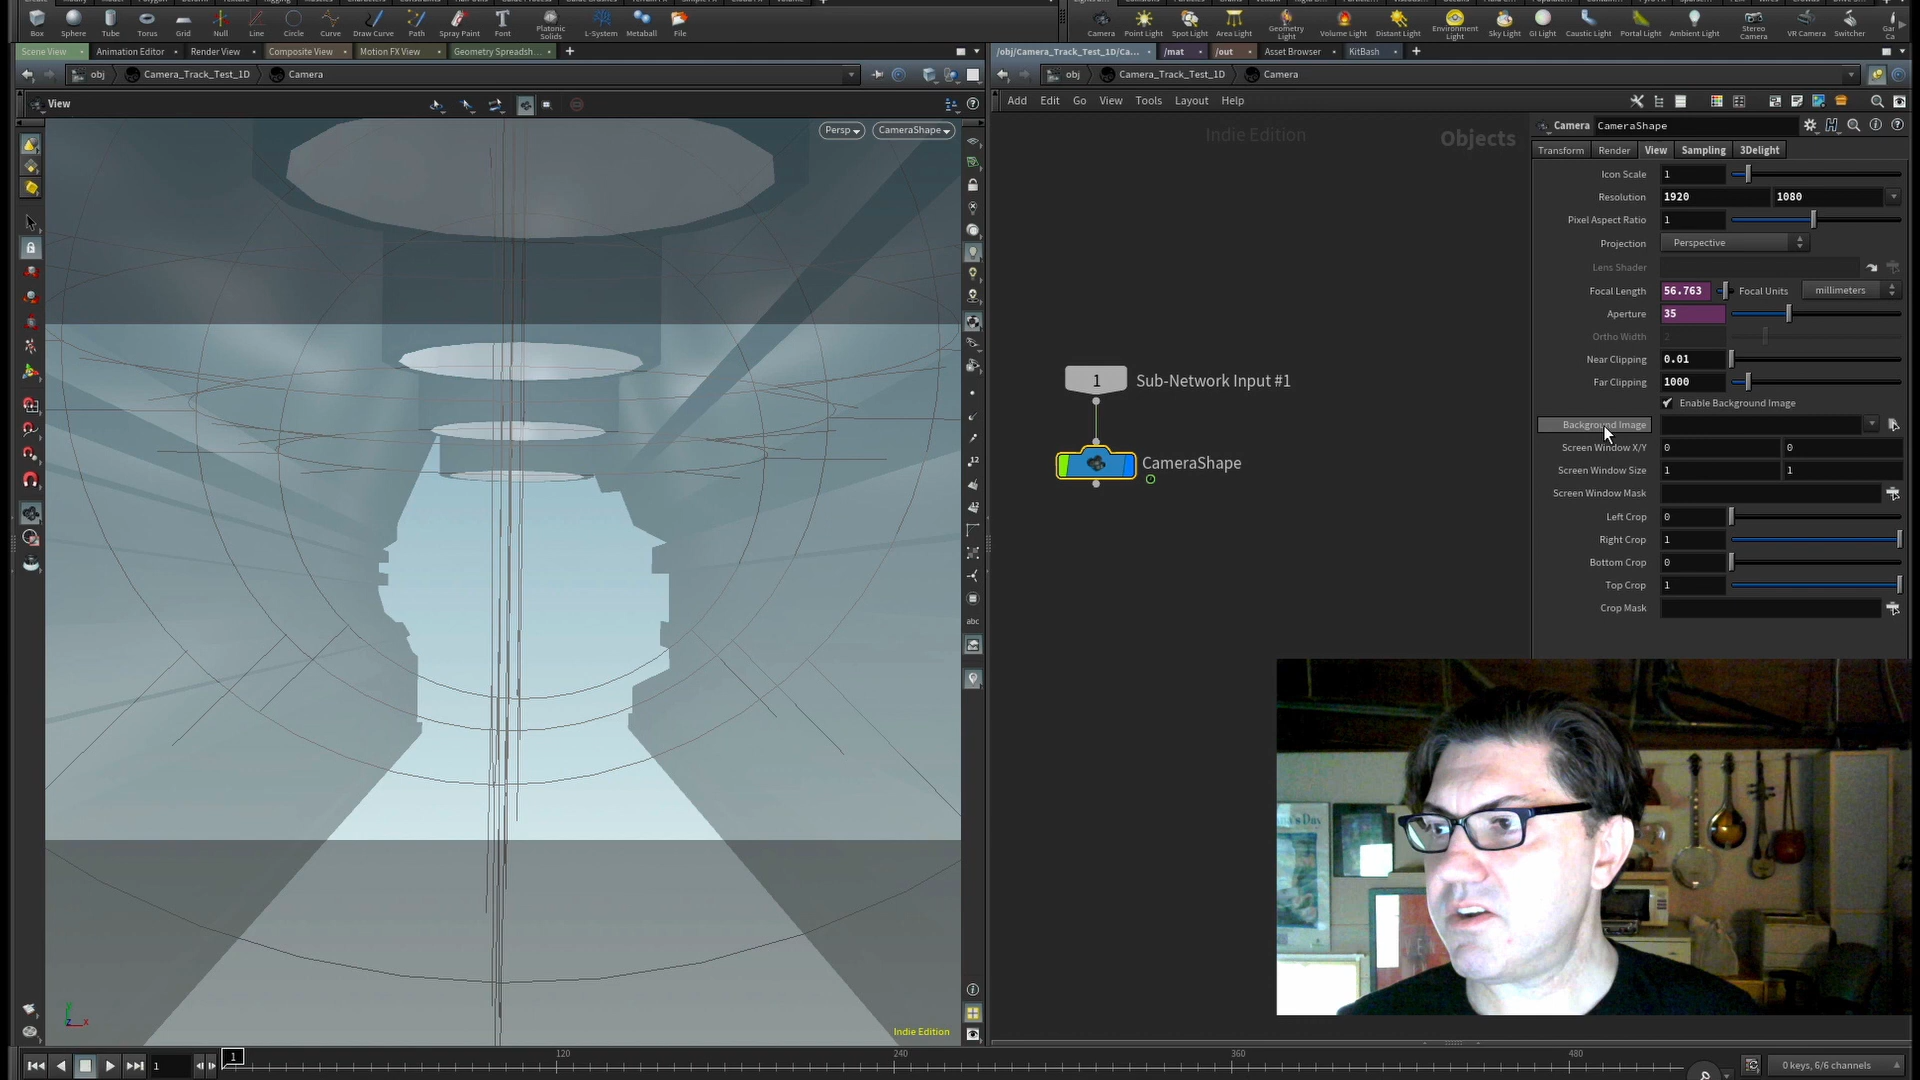 Box Sphere Tube Torus Grid Null Line Circle Curve Draw Curve Path Spray Paint Font Platonic Solids L-System Metaball File
Camera Point Light Spot Light Area Light Geometry Light Volume Light Distant Light Environment Light Sky Light GI Light Caustic Light Portal Light Ambient Light Stereo Camera VR Camera Switcher
Scene View Animation Editor Render View Composite View Motion FX View Geometry Spreadsh...
/obj/Camera_Track_Test_1D/Ca... /mat /out Asset Browser KitBash
obj Camera_Track_Test_1D Camera
obj Camera_Track_Test_1D Camera
View
Add Edit Go View Tools Layout Help
Persp CameraShape
Indie Edition
Objects
Camera CameraShape
Transform Render View Sampling 3Delight
Icon Scale 1
Resolution 1920 1080
Pixel Aspect Ratio 1
Projection Perspective
Lens Shader
Focal Length 56.763 Focal Units millimeters
Aperture 35
Ortho Width 2
Near Clipping 0.01
Far Clipping 1000
Enable Background Image
Background Image
Screen Window X/Y 0 0
Screen Window Size 1 1
Screen Window Mask
Left Crop 0
Right Crop 1
Bottom Crop 0
Top Crop 1
Crop Mask
1 Sub-Network Input #1
CameraShape
12
abc
y
z x
Indie Edition
1 1 120 240 360 480
0 keys, 6/6 channels